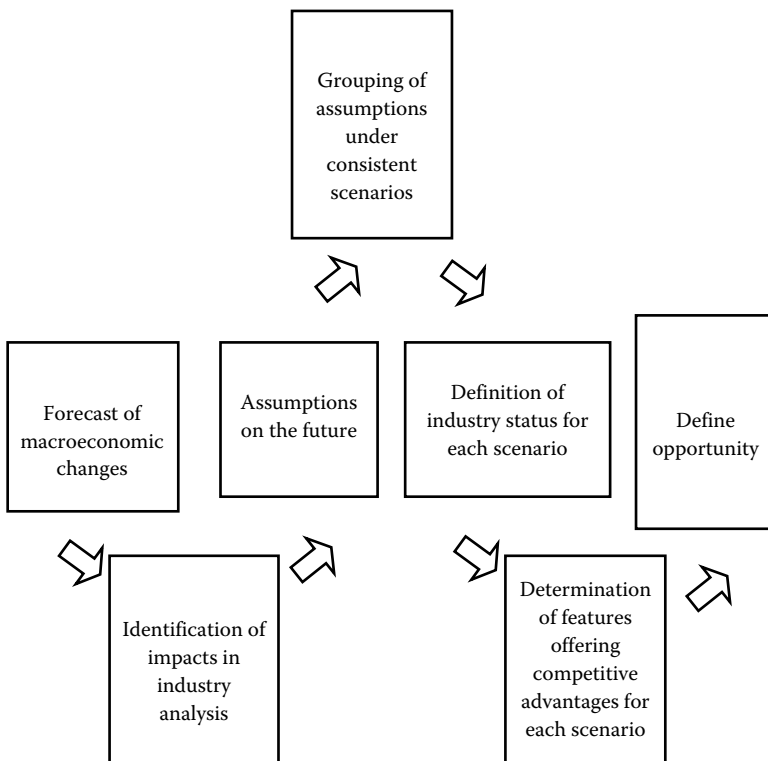 Grouping of
assumptions
under
consistent
scenarios
Forecast of
macroeconomic
changes
Assumptions
on the future
Definition of
industry status for
each scenario
Define
opportunity
Identification of
impacts in
industry
analysis
Determination
of features
offering
competitive
advantages for
each scenario